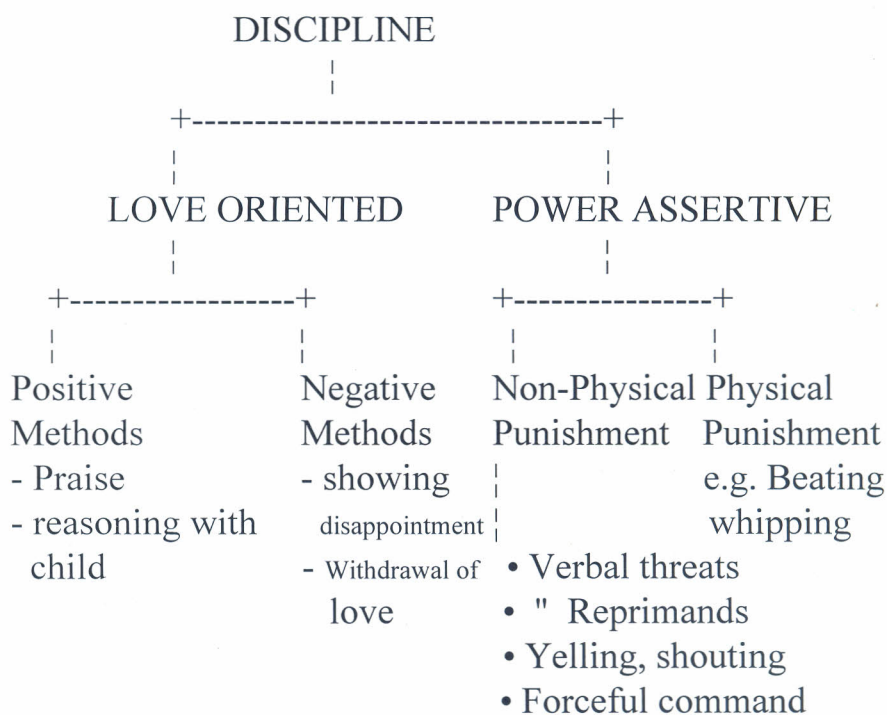 DISCIPLINE
LOVE ORIENTED
POWER ASSERTIVE
Positive
Methods
- Praise
- reasoning with
child
Negative
Methods
- showing
disappointment
- Withdrawal of
love
Non-Physical
Punishment
• Verbal threats
• " Reprimands
• Yelling, shouting
• Forceful command
Physical
Punishment
e.g. Beating
whipping